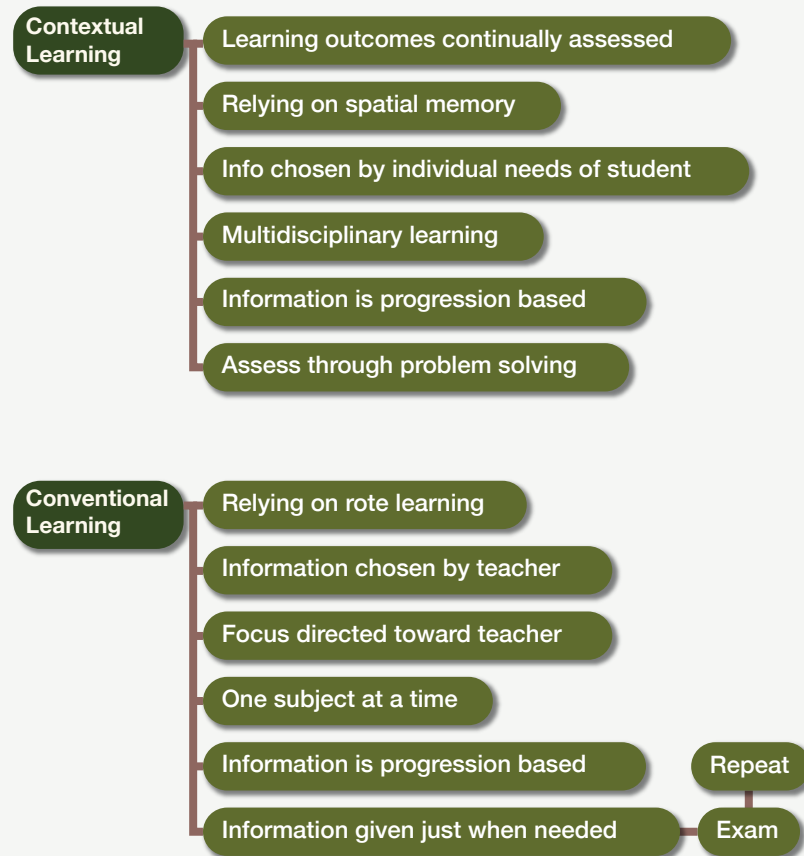 Contextual
Learning
Learning outcomes continually assessed
Relying on spatial memory
Info chosen by individual needs of student
Multidisciplinary learning
Information is progression based
Assess through problem solving
Conventional
Learning
Relying on rote learning
Information chosen by teacher
Focus directed toward teacher
One subject at a time
Information is progression based
Repeat
Information given just when needed
Exam